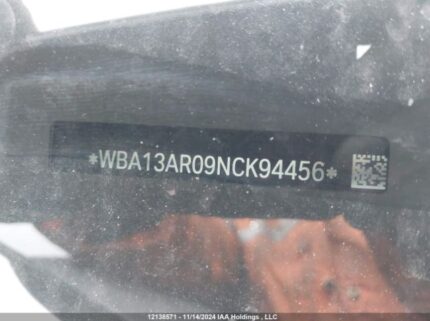 *WBA13AR09NCK94456*
12138571 - 11/14/2024 IAA Holdings , LLC